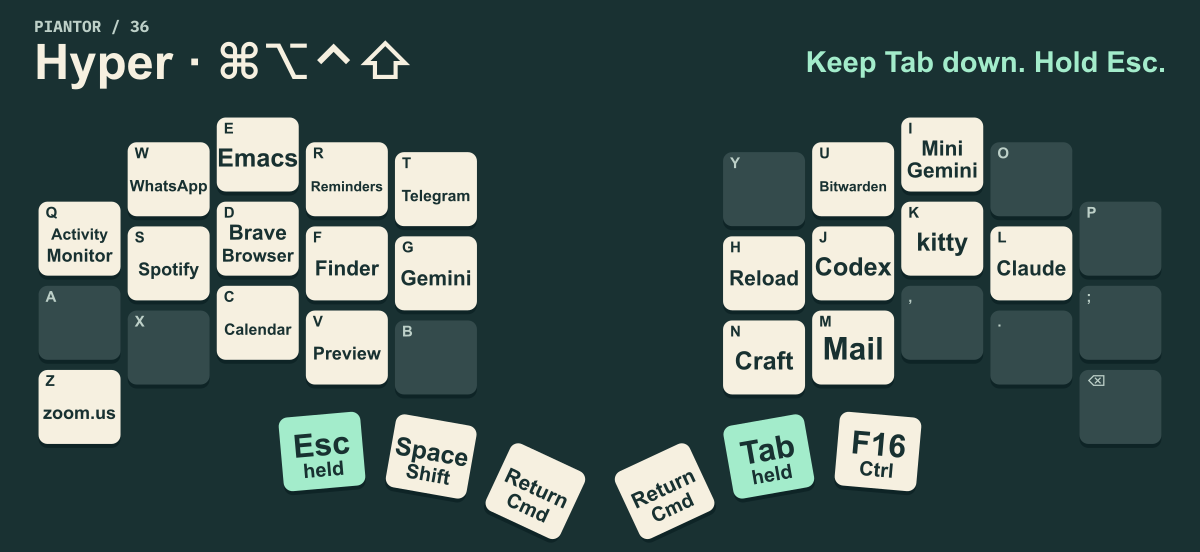 PIANTOR / 36
Hyper · ⌘⌥⌃⇧
Keep Tab down. Hold Esc.
Q
Activity
Monitor
W
WhatsApp
E
Emacs
R
Reminders
T
Telegram
Y
U
Bitwarden
I
Mini
Gemini
O
P
A
S
Spotify
D
Brave
Browser
F
Finder
G
Gemini
H
Reload
J
Codex
K
kitty
L
Claude
;
Z
zoom.us
X
C
Calendar
V
Preview
B
N
Craft
M
Mail
,
.
⌫
Esc
held
Space
Shift
Return
Cmd
Return
Cmd
Tab
held
F16
Ctrl